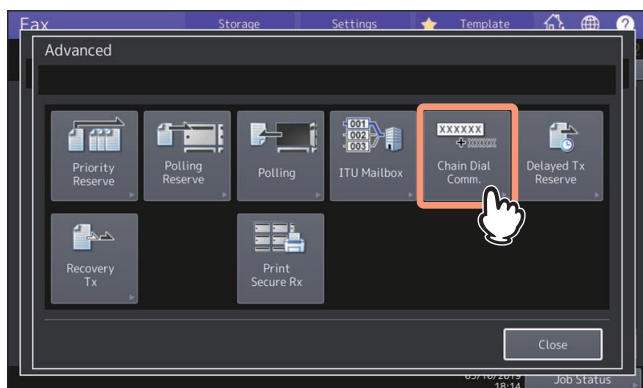 Fax
Storage
Settings
Template
?
Advanced
Priority
Reserve
Polling
Reserve
Polling
001
002
003
ITU Mailbox
XXXXXX
+XXXXXX
Chain Dial
Comm.
Delayed Tx
Reserve
Recovery
Tx
Print
Secure Rx
Close
18:14
Job Status